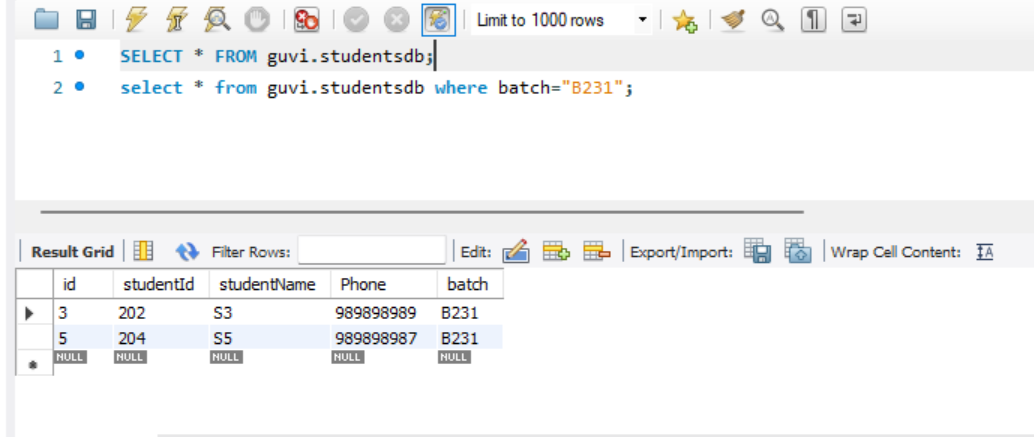 Limit to 1000 rows
1 SELECT * FROM guvi.studentsdb;
2 select * from guvi.studentsdb where batch="B231";
Result Grid Filter Rows: Edit: Export/Import: Wrap Cell Content: IA
id studentId studentName Phone batch
3 202 S3 989898989 B231
5 204 S5 989898987 B231
NULL NULL NULL NULL NULL